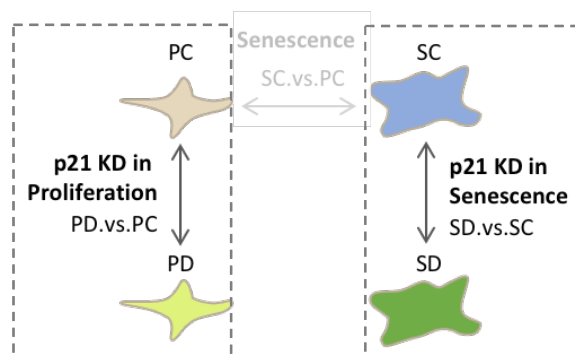 PC
Senescence
SC.vs.PC
SC
p21 KD in
Proliferation
PD.vs.PC
p21 KD in
Senescence
SD.vs.SC
PD
SD